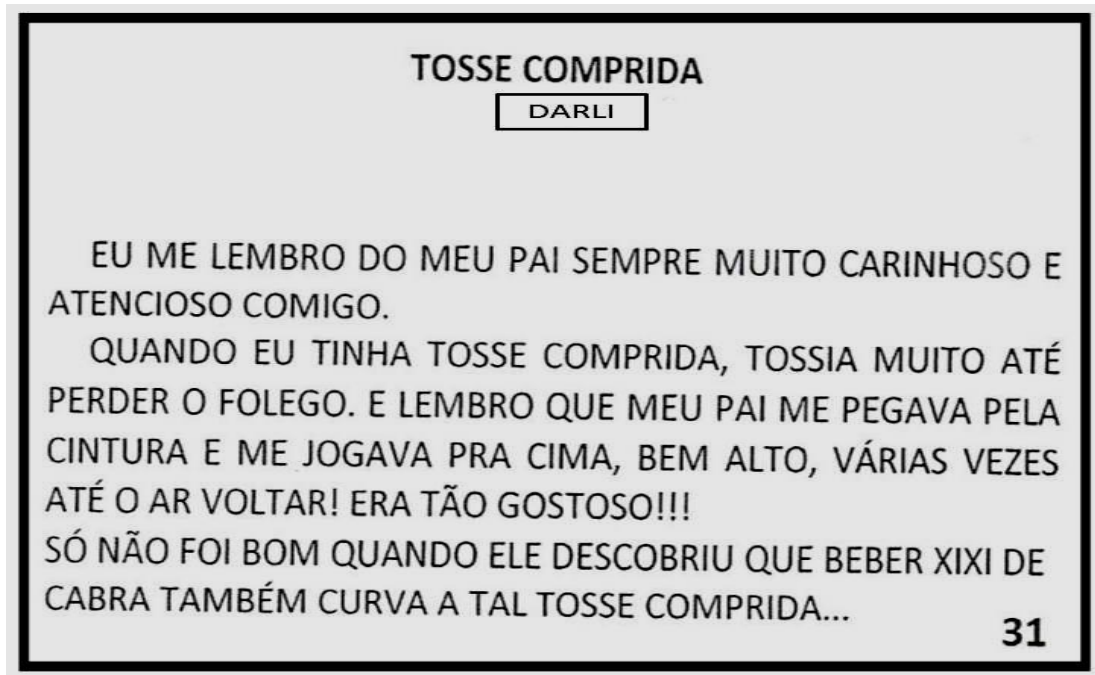 TOSSE COMPRIDA
DARLI
EU ME LEMBRO DO MEU PAI SEMPRE MUITO CARINHOSO E
ATENCIOSO COMIGO.
QUANDO EU TINHA TOSSE COMPRIDA, TOSSIA MUITO ATÉ
PERDER O FOLEGO. E LEMBRO QUE MEU PAI ME PEGAVA PELA
CINTURA E ME JOGAVA PRA CIMA, BEM ALTO, VÁRIAS VEZES
ATÉ O AR VOLTAR! ERA TÃO GOSTOSO!!!
SÓ NÃO FOI BOM QUANDO ELE DESCOBRIU QUE BEBER XIXI DE
CABRA TAMBÉM CURVA A TAL TOSSE COMPRIDA...
31